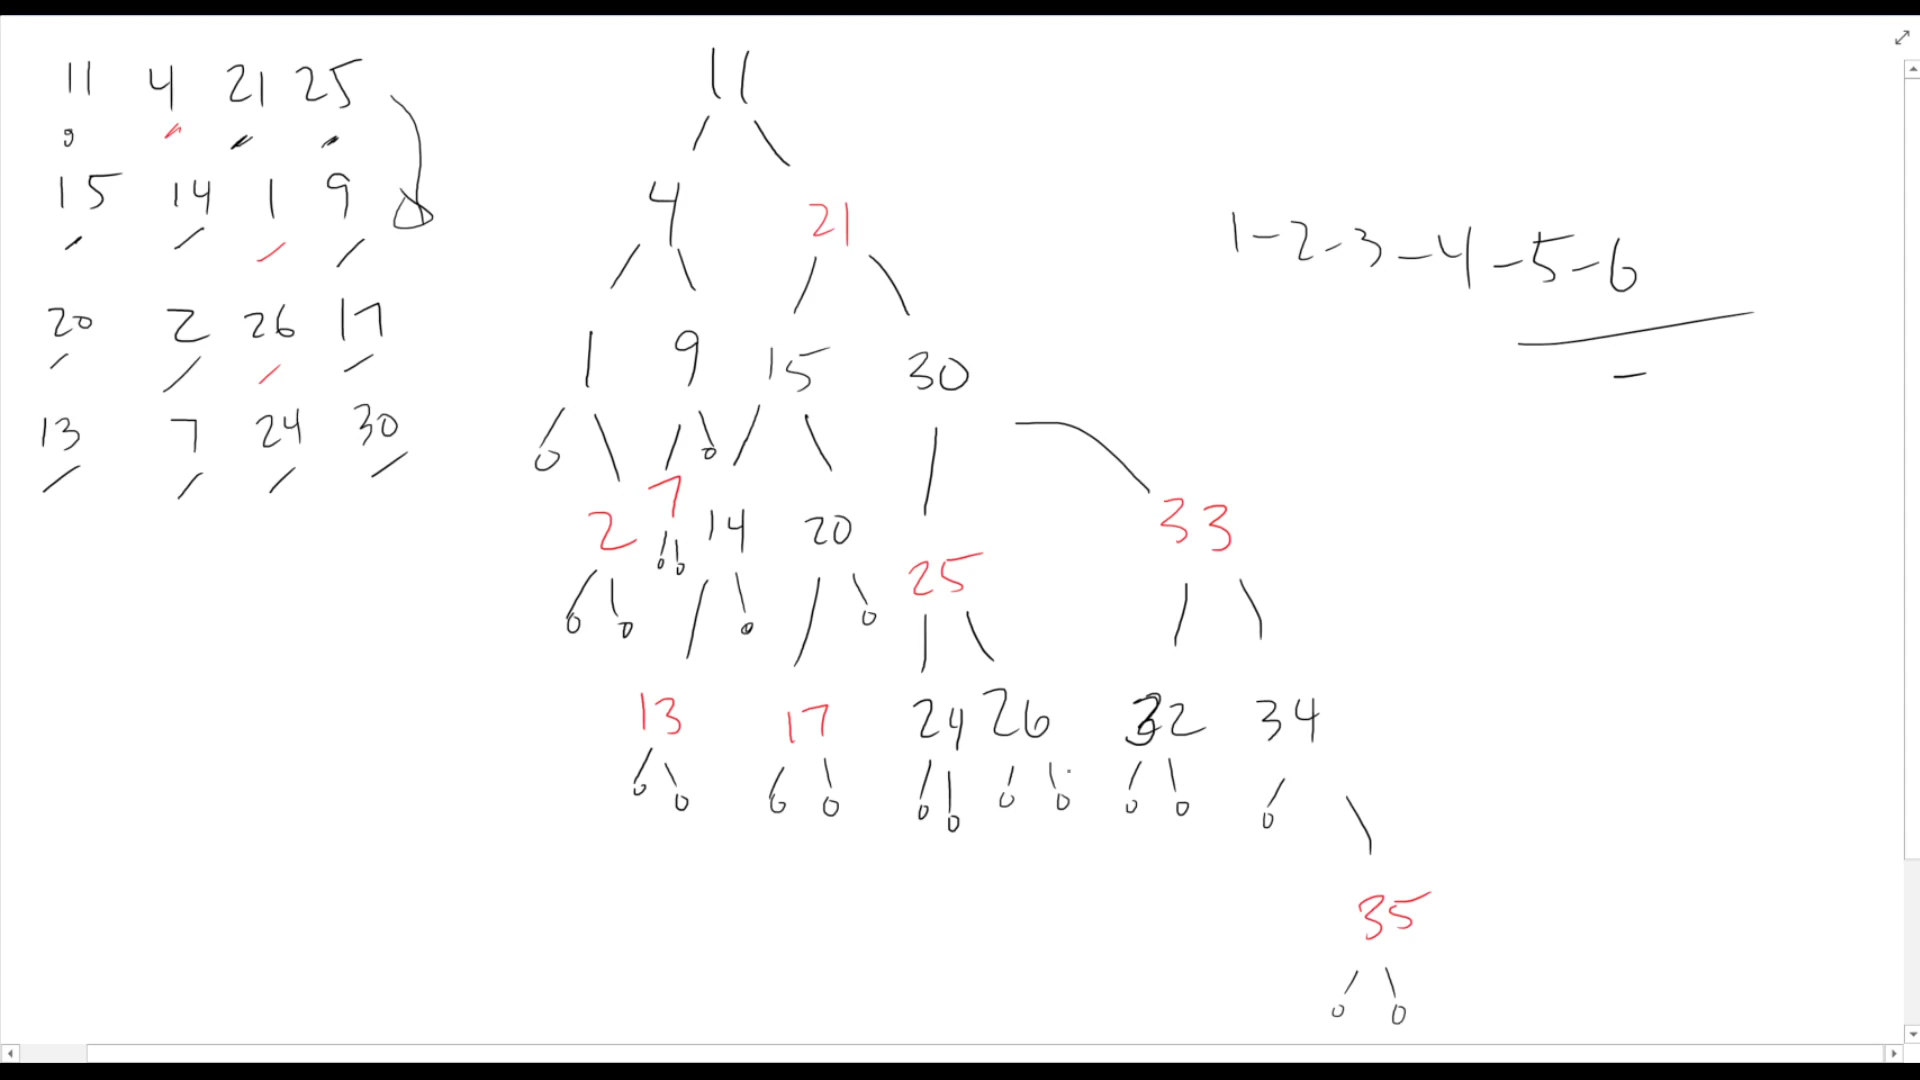 11 4 21 25
15 14 1 9
20 2 26 17
13 7 24 30
11
4 21
1 9 15 30
2 7 14 20 25 33
13 17 24 26 32 34
35
1-2-3-4-5-6